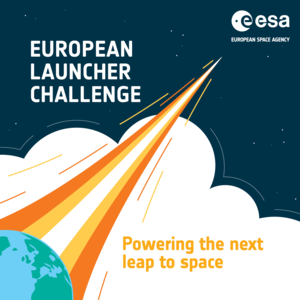 esa
EUROPEAN SPACE AGENCY
EUROPEAN
LAUNCHER
CHALLENGE
Powering the next
leap to space